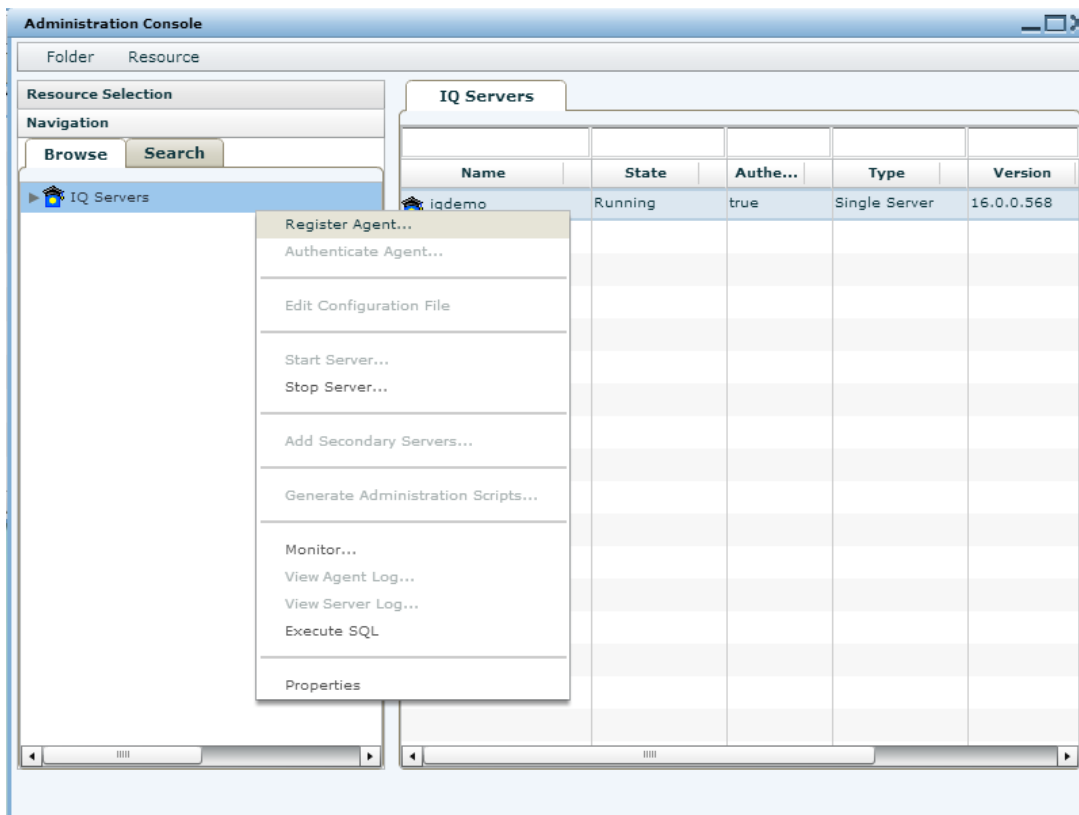 Administration Console
Folder Resource
Resource Selection
Navigation
Browse Search
IQ Servers
IQ Servers
Name State Authe... Type Version
iqdemo Running true Single Server 16.0.0.568
Register Agent...
Authenticate Agent...
Edit Configuration File
Start Server...
Stop Server...
Add Secondary Servers...
Generate Administration Scripts...
Monitor...
View Agent Log...
View Server Log...
Execute SQL
Properties